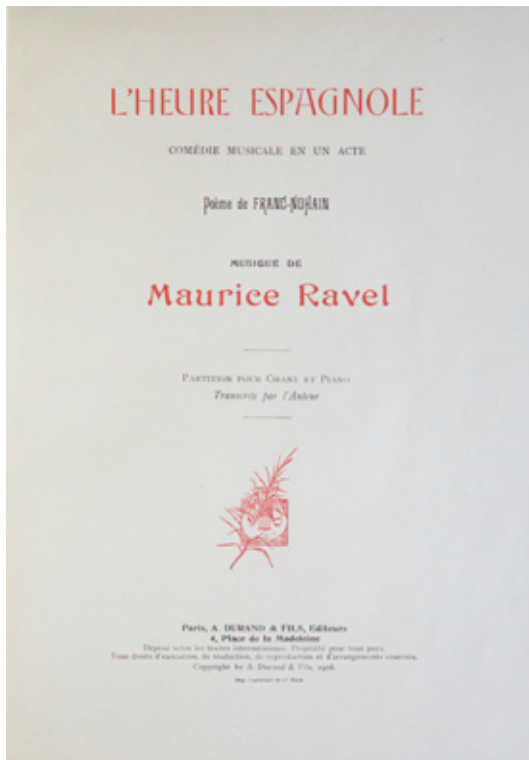 L'HEURE ESPAGNOLE
COMÉDIE MUSICALE EN UN ACTE
Poème de FRANC-NOHAIN
MUSIQUE DE
Maurice Ravel
PARTITION POUR CHANT ET PIANO
Transcrite par l'Auteur
Paris, A. DURAND & FILS, Editeurs
4, Place de la Madeleine
Déposé selon les traités internationaux. Propriété pour tous pays.
Tous droits d'exécution, de traduction, de reproduction et d'arrangements réservés.
Copyright by A. Durand & Fils, 1908.